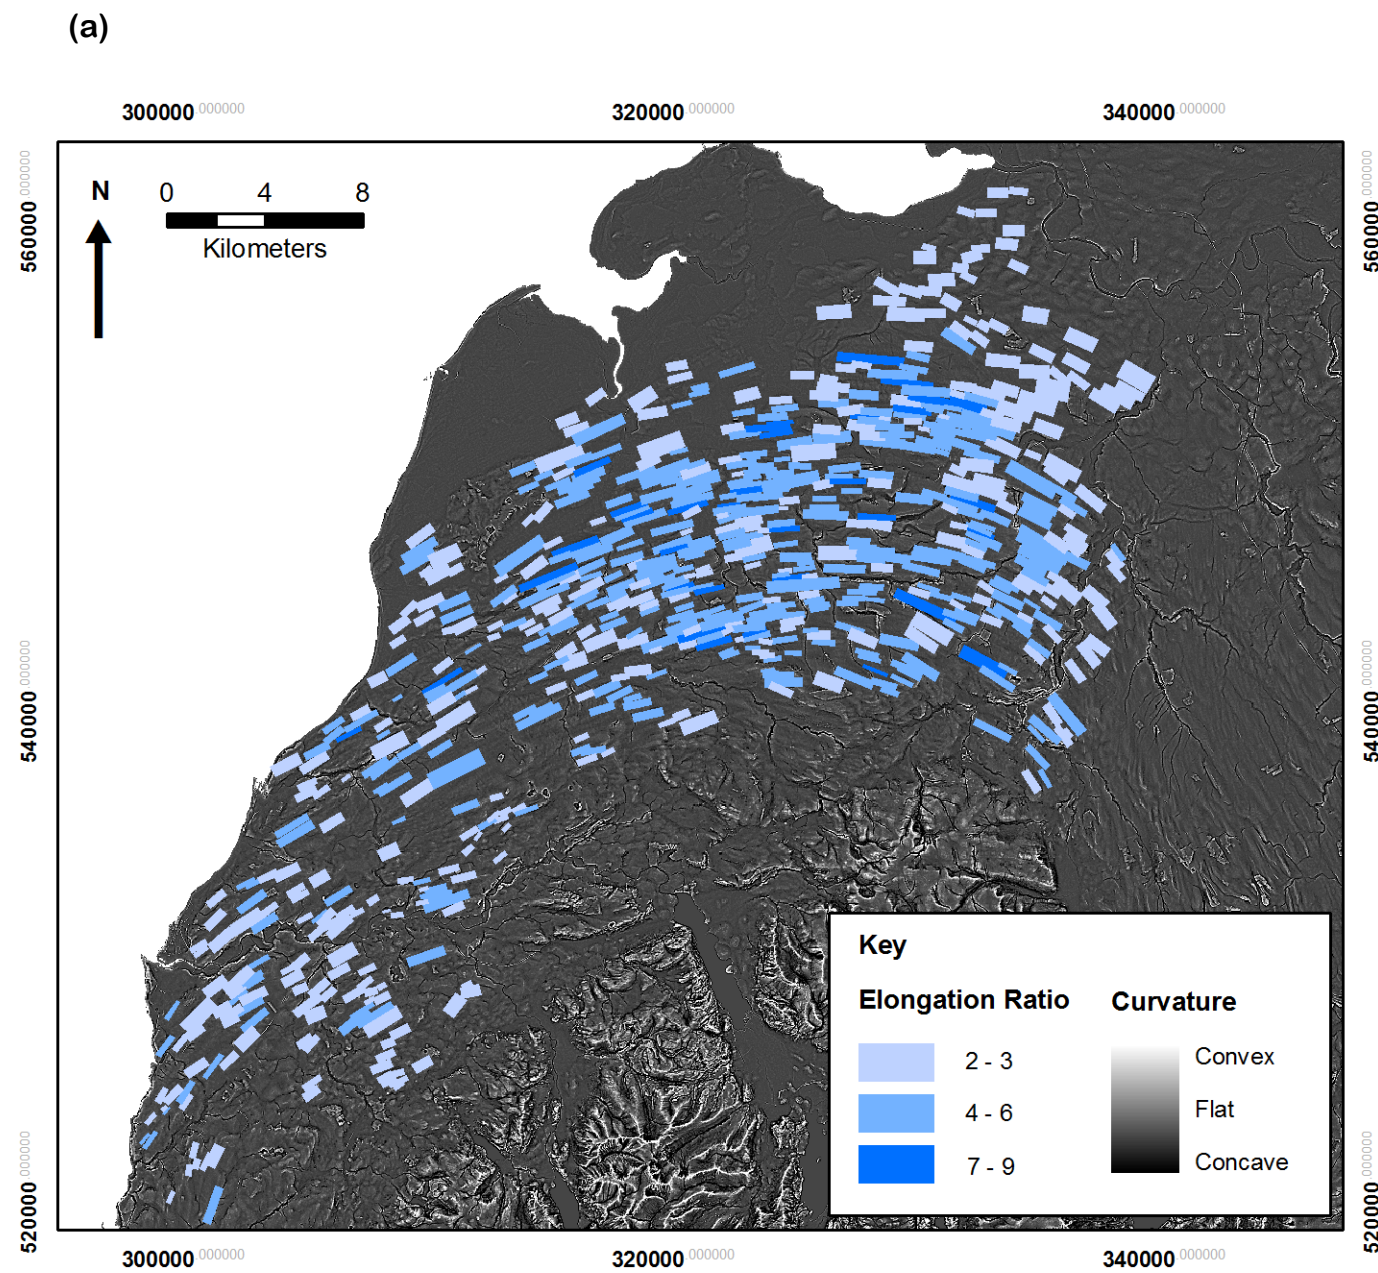 (a)
300000.000000 320000.000000 340000.000000
560000.000000 560000.000000
N 0 4 8
Kilometers
540000.000000 540000.000000
Key
Elongation Ratio Curvature
2 - 3 Convex
4 - 6 Flat
7 - 9 Concave
520000.000000 520000.000000
300000.000000 320000.000000 340000.000000